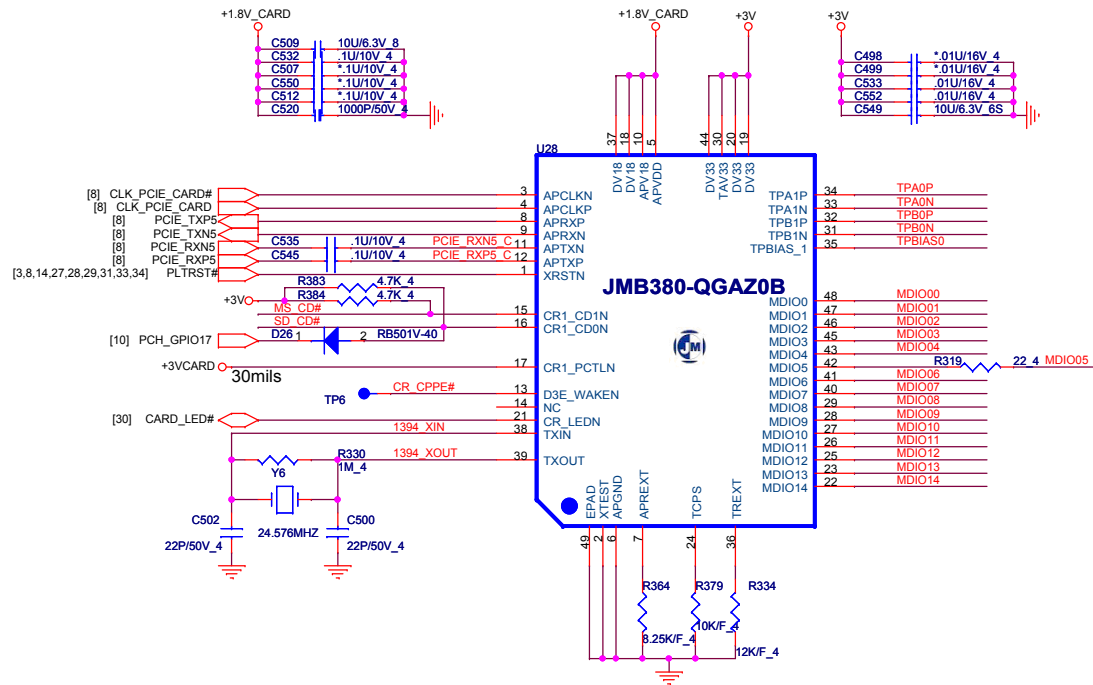 +1.8V_CARD
+1.8V_CARD
+3V
+3V
C509 10U/6.3V_8
C532 .1U/10V_4
C507 *.1U/10V_4
C550 *.1U/10V_4
C512 *.1U/10V_4
C520 1000P/50V_4
C498 *.01U/16V_4
C499 *.01U/16V_4
C533 .01U/16V_4
C552 .01U/16V_4
C549 10U/6.3V_6S
U28
37 18 10 5 44 30 20 19
DV18 DV18 APV18 APVDD DV33 TAV33 DV33 DV33
[8] CLK_PCIE_CARD# 3 APCLKN
[8] CLK_PCIE_CARD 4 APCLKP
[8] PCIE_TXP5 8 APRXP
[8] PCIE_TXN5 9 APRXN
[8] PCIE_RXN5 C535 .1U/10V_4 PCIE_RXN5_C 11 APTXN
[8] PCIE_RXP5 C545 .1U/10V_4 PCIE_RXP5_C 12 APTXP
[3,8,14,27,28,29,31,33,34] PLTRST# 1 XRSTN
R383 4.7K_4
+3V R384 4.7K_4
MS_CD# 15 CR1_CD1N
SD_CD# 16 CR1_CD0N
[10] PCH_GPIO17 D26 1 2 RB501V-40
+3VCARD 30mils 17 CR1_PCTLN
TP6 CR_CPPE# 13 D3E_WAKEN
14 NC
[30] CARD_LED# 21 CR_LEDN
1394_XIN 38 TXIN
1394_XOUT 39 TXOUT
R330
1M_4
Y6
24.576MHZ
C502
22P/50V_4
C500
22P/50V_4
JMB380-QGAZ0B
JM
TPA1P 34 TPA0P
TPA1N 33 TPA0N
TPB1P 32 TPB0P
TPB1N 31 TPB0N
TPBIAS_1 35 TPBIAS0
MDIO0 48 MDIO00
MDIO1 47 MDIO01
MDIO2 46 MDIO02
MDIO3 45 MDIO03
MDIO4 43 MDIO04
MDIO5 42 R319 22_4 MDIO05
MDIO6 41 MDIO06
MDIO7 40 MDIO07
MDIO8 29 MDIO08
MDIO9 28 MDIO09
MDIO10 27 MDIO10
MDIO11 26 MDIO11
MDIO12 25 MDIO12
MDIO13 23 MDIO13
MDIO14 22 MDIO14
EPAD XTEST APGND APREXT TCPS TREXT
49 2 6 7 24 36
R364
8.25K/F_4
R379
10K/F_4
R334
12K/F_4